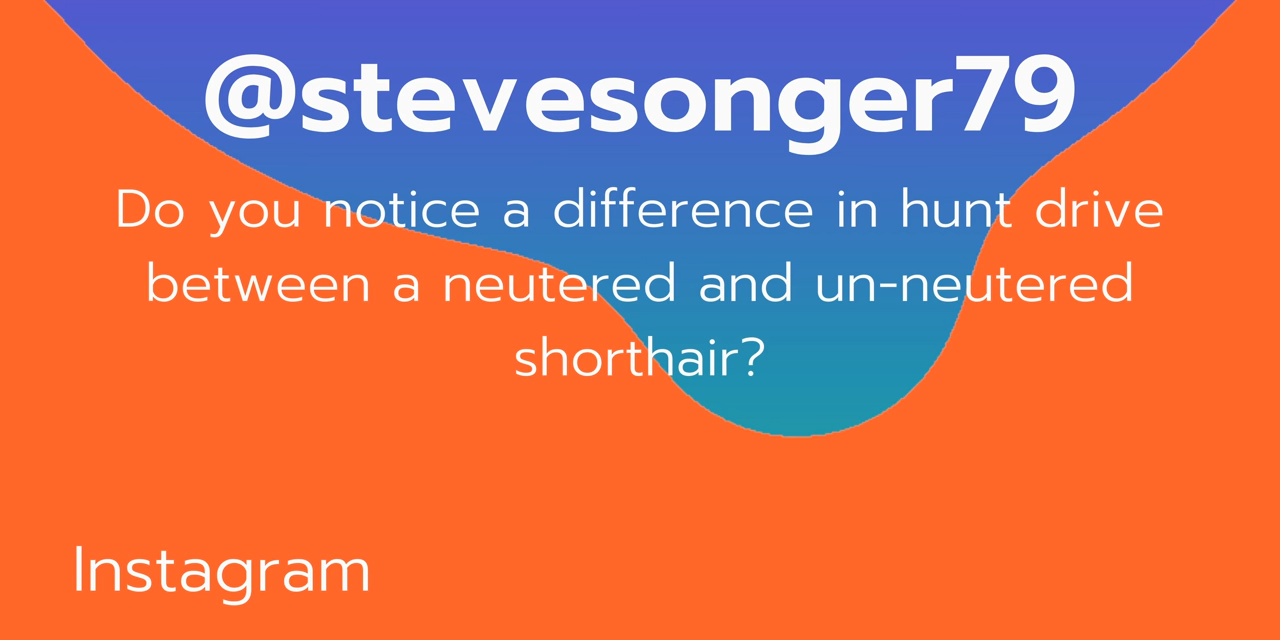 @stevesonger79
Do you notice a difference in hunt drive
between a neutered and un-neutered
shorthair?
Instagram